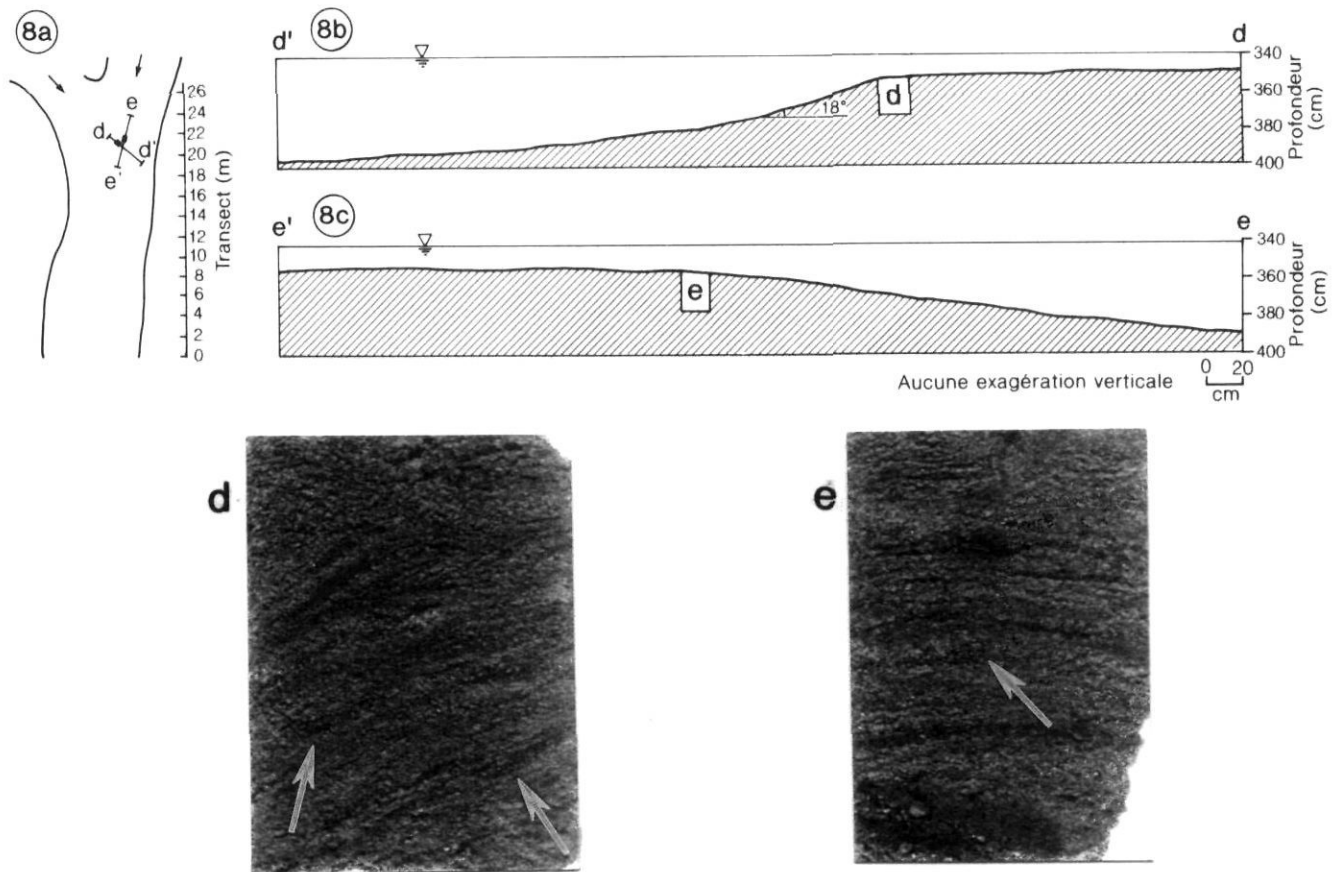 8a
26
24
22
20
18
16
14
12
10
8
6
4
2
0
Transect (m)
e
d
d'
e'
d' 8b d
18°
d
340
360
380
400
Profondeur
(cm)
e' 8c e
e
340
360
380
400
Profondeur
(cm)
Aucune exagération verticale
0 20
cm
d
e